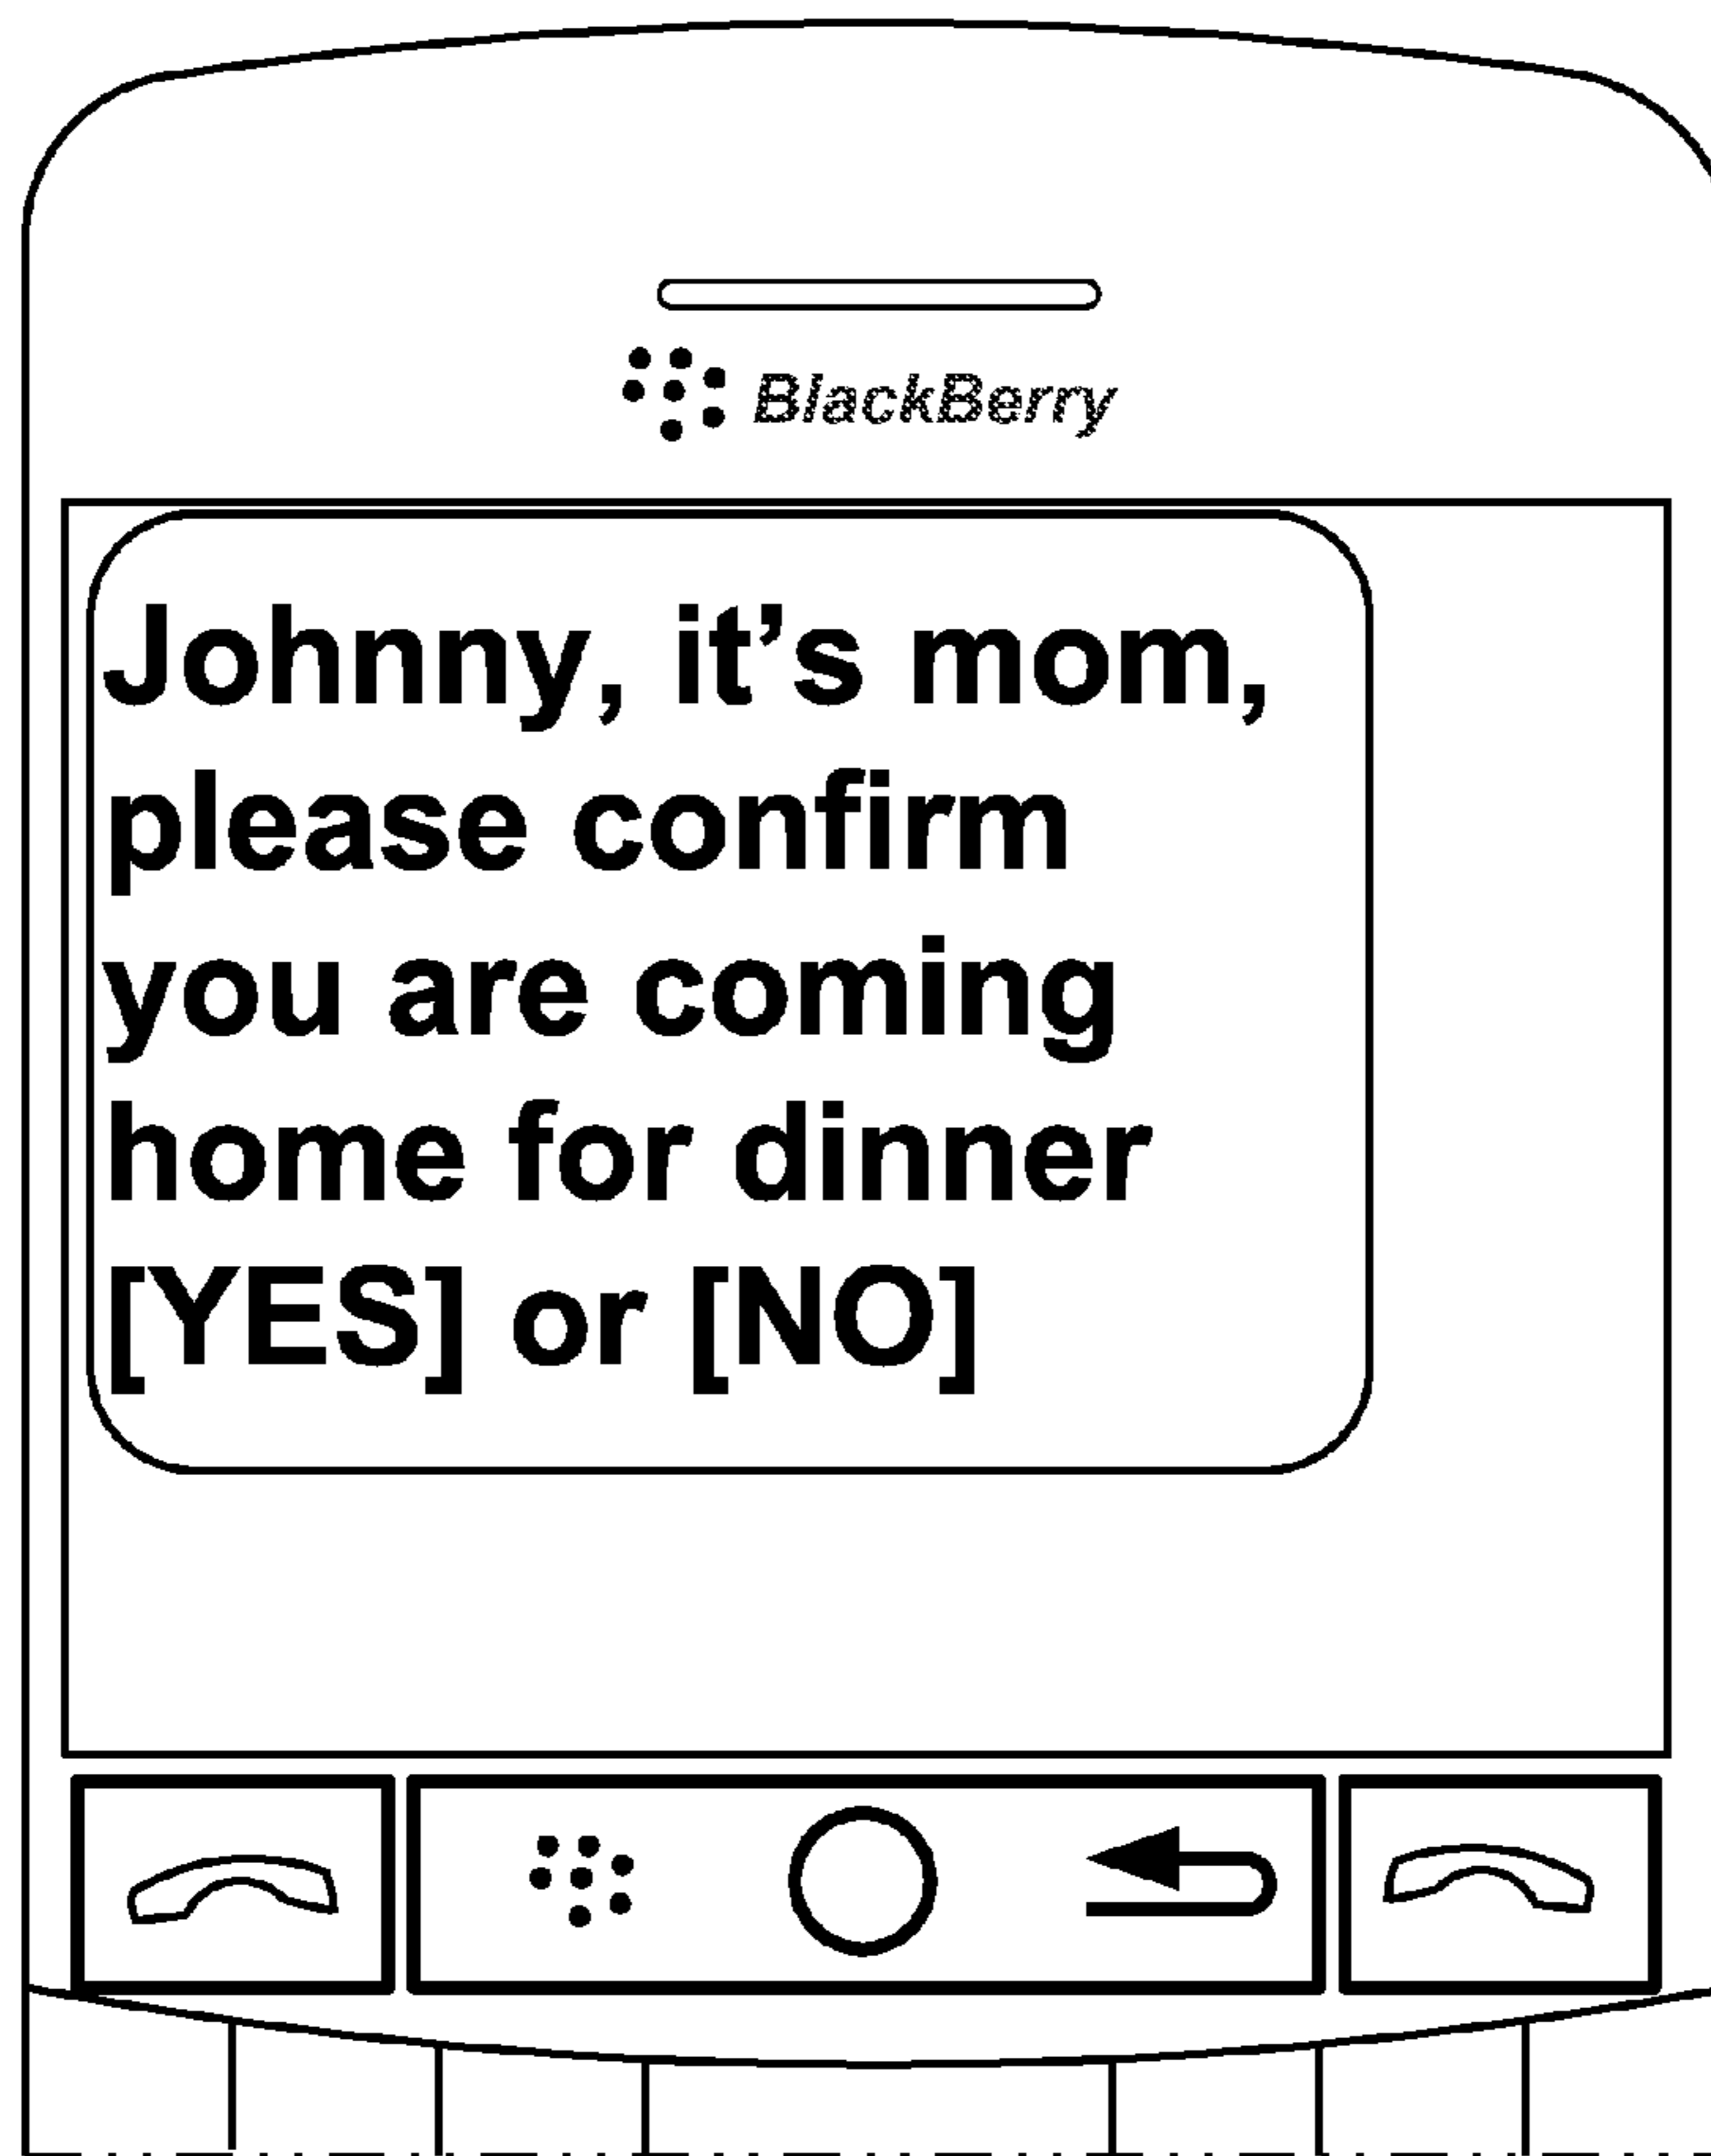 BlackBerry
Johnny, it’s mom,
please confirm
you are coming
home for dinner
[YES] or [NO]